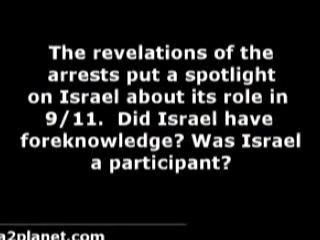 The revelations of the
arrests put a spotlight
on Israel about its role in
9/11. Did Israel have
foreknowledge? Was Israel
a participant?
a2planet.com